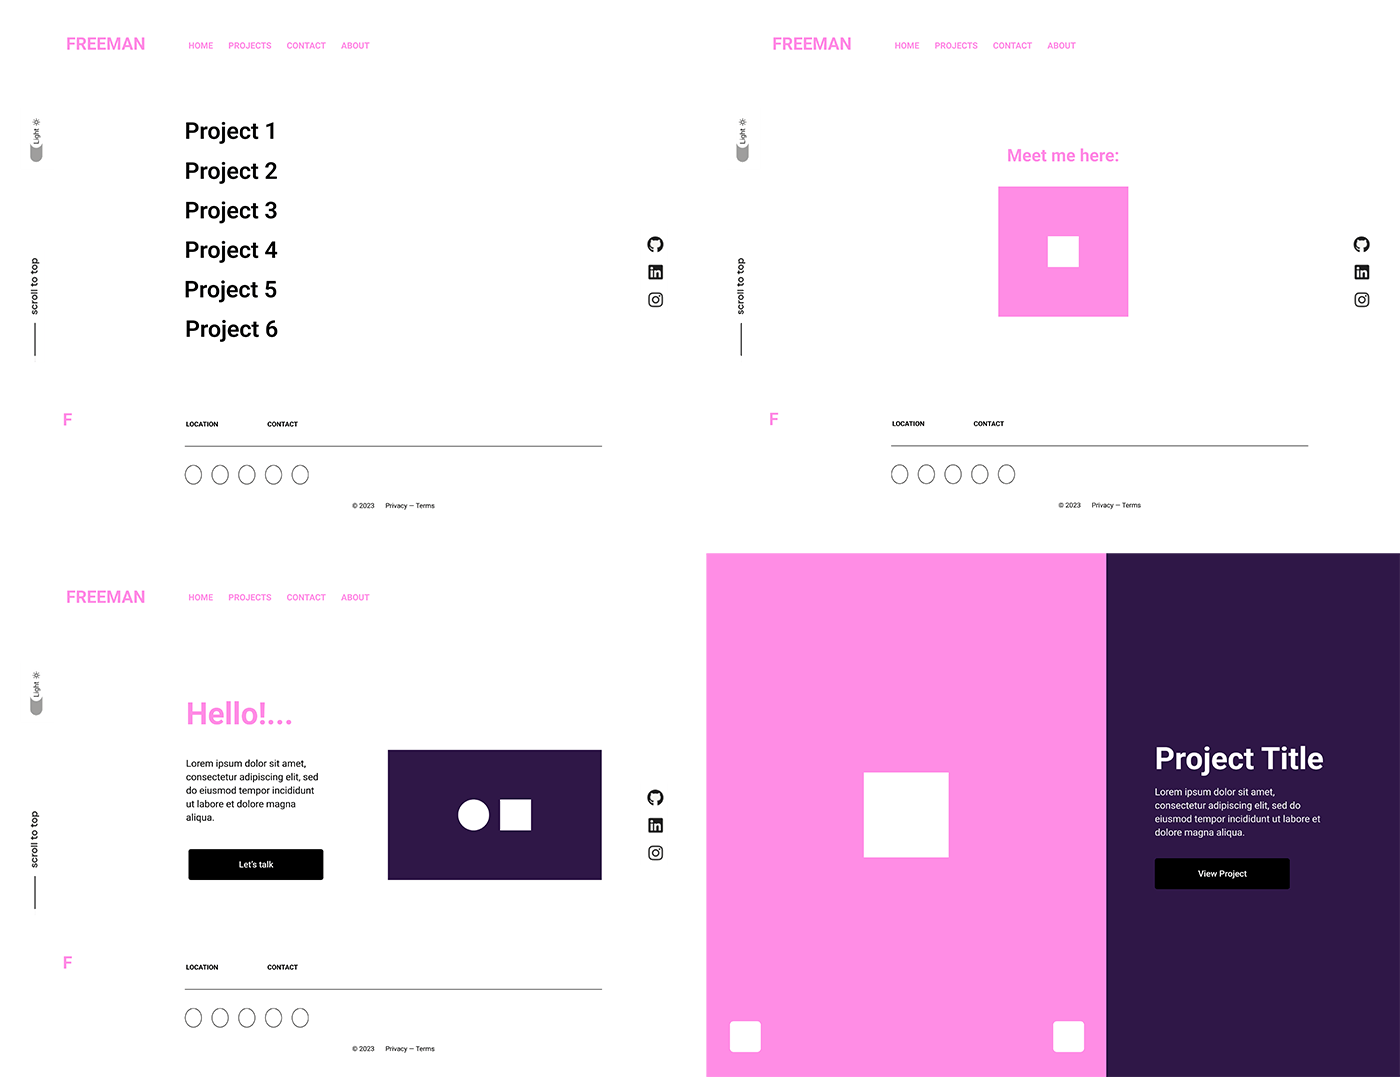 FREEMAN HOME PROJECTS CONTACT ABOUT
Light
scroll to top
Project 1
Project 2
Project 3
Project 4
Project 5
Project 6
F
LOCATION CONTACT
© 2023 Privacy — Terms
FREEMAN HOME PROJECTS CONTACT ABOUT
Light
scroll to top
Meet me here:
F
LOCATION CONTACT
© 2023 Privacy — Terms
FREEMAN HOME PROJECTS CONTACT ABOUT
Light
scroll to top
Hello!...
Lorem ipsum dolor sit amet,
consectetur adipiscing elit, sed
do eiusmod tempor incididunt
ut labore et dolore magna
aliqua.
Let's talk
F
LOCATION CONTACT
© 2023 Privacy — Terms
Project Title
Lorem ipsum dolor sit amet,
consectetur adipiscing elit, sed do
eiusmod tempor incididunt ut labore et
dolore magna aliqua.
View Project